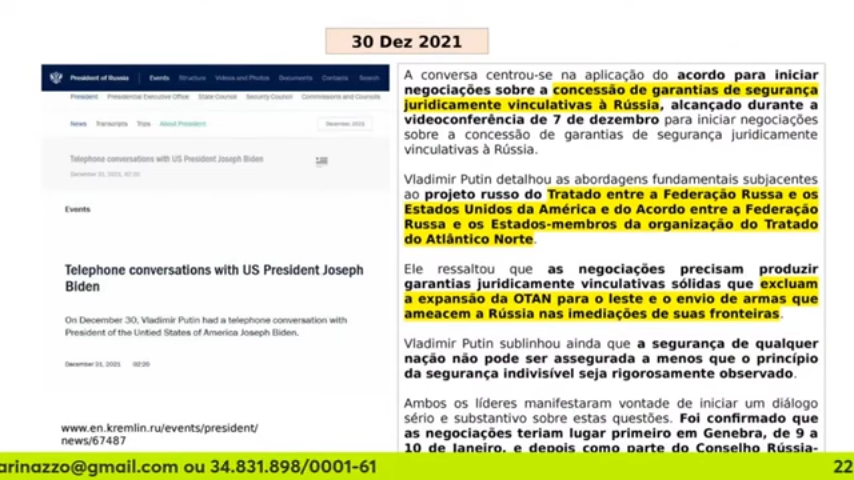 30 Dez 2021
President of Russia
Events
Structure
Videos and Photos
Documents
Contacts
Search
President
Presidential Executive Office
State Council
Security Council
Commissions and Councils
News
Transcripts
Trips
About President
December, 2021
Telephone conversations with US President Joseph Biden
December 31, 2021, 02:20
Events
Telephone conversations with US President Joseph
Biden
On December 30, Vladimir Putin had a telephone conversation with
President of the United States of America Joseph Biden.
December 31, 2021
02:20
www.en.kremlin.ru/events/president/
news/67487
A conversa centrou-se na aplicação do acordo para iniciar
negociações sobre a concessão de garantias de segurança
juridicamente vinculativas à Rússia, alcançado durante a
videoconferência de 7 de dezembro para iniciar negociações
sobre a concessão de garantias de segurança juridicamente
vinculativas à Rússia.
Vladimir Putin detalhou as abordagens fundamentais subjacentes
ao projeto russo do Tratado entre a Federação Russa e os
Estados Unidos da América e do Acordo entre a Federação
Russa e os Estados-membros da organização do Tratado
do Atlântico Norte.
Ele ressaltou que as negociações precisam produzir
garantias juridicamente vinculativas sólidas que excluam
a expansão da OTAN para o leste e o envio de armas que
ameacem a Rússia nas imediações de suas fronteiras.
Vladimir Putin sublinhou ainda que a segurança de qualquer
nação não pode ser assegurada a menos que o princípio
da segurança indivisível seja rigorosamente observado.
Ambos os líderes manifestaram vontade de iniciar um diálogo
sério e substantivo sobre estas questões. Foi confirmado que
as negociações teriam lugar primeiro em Genebra, de 9 a
10 de Janeiro, e depois como parte do Conselho Rússia-
arinazzo@gmail.com ou 34.831.898/0001-61
22